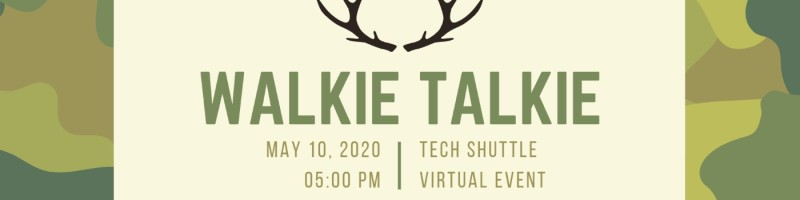 WALKIE TALKIE
MAY 10, 2020
05:00 PM
TECH SHUTTLE
VIRTUAL EVENT